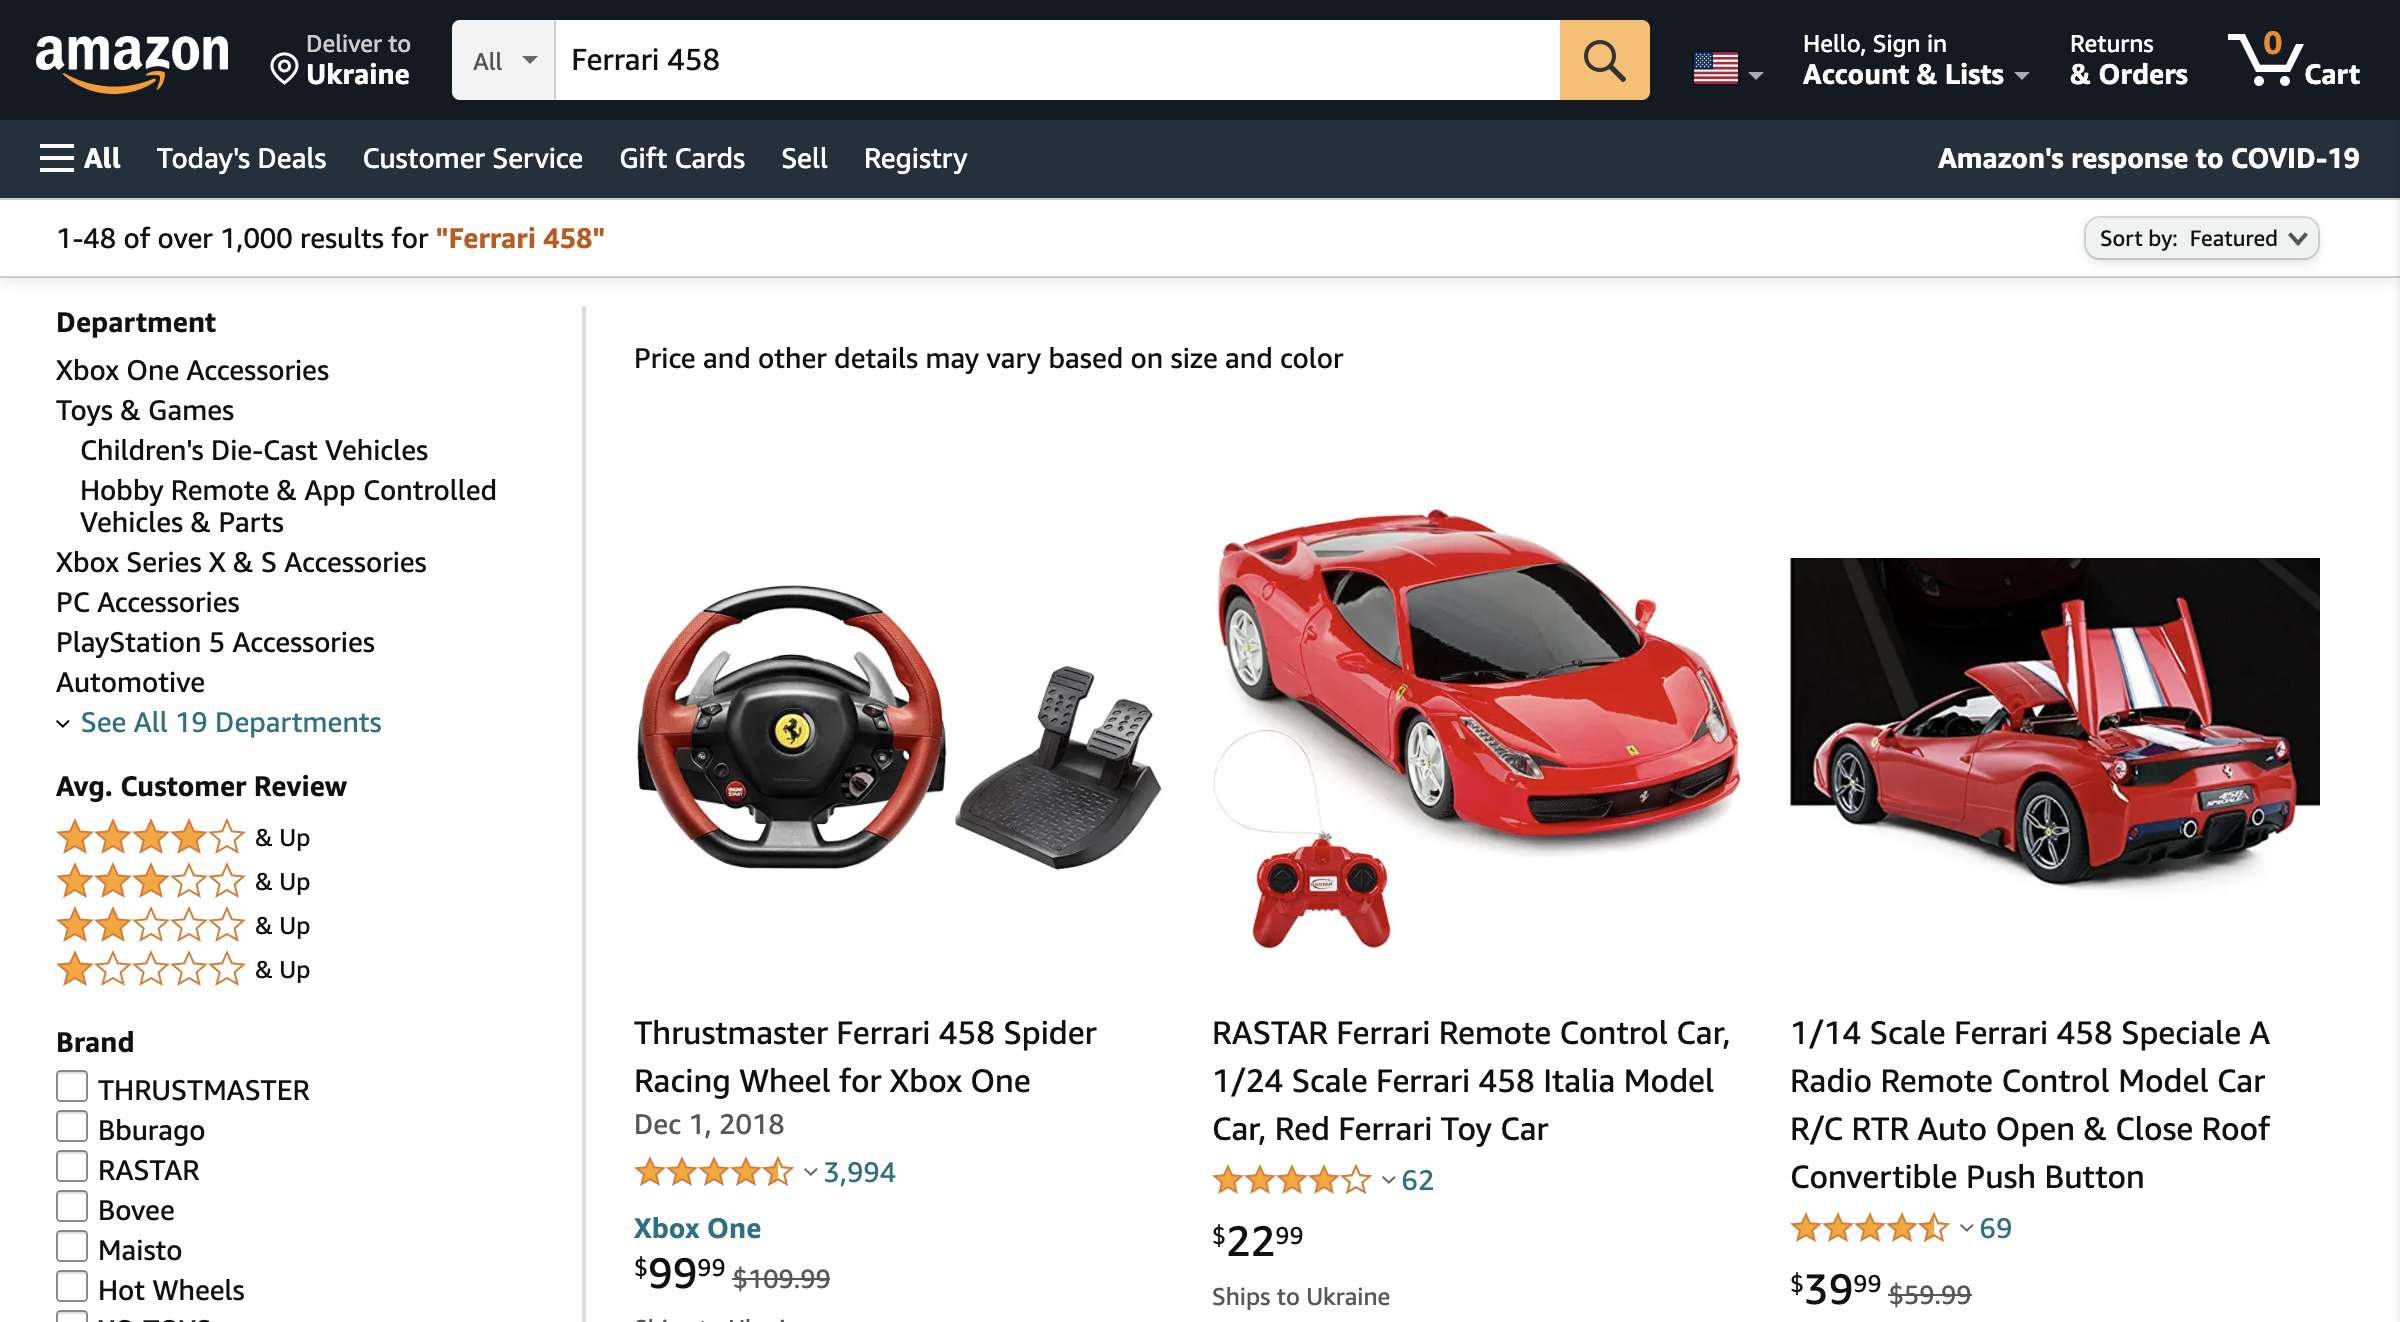 amazon
Deliver to
Ukraine
All
Ferrari 458
Hello, Sign in
Account & Lists
Returns
& Orders
0
Cart
All
Today's Deals
Customer Service
Gift Cards
Sell
Registry
Amazon's response to COVID-19
1-48 of over 1,000 results for "Ferrari 458"
Sort by: Featured
Department
Xbox One Accessories
Toys & Games
Children's Die-Cast Vehicles
Hobby Remote & App Controlled
Vehicles & Parts
Xbox Series X & S Accessories
PC Accessories
PlayStation 5 Accessories
Automotive
See All 19 Departments
Avg. Customer Review
& Up
& Up
& Up
& Up
Brand
THRUSTMASTER
Bburago
RASTAR
Bovee
Maisto
Hot Wheels
Price and other details may vary based on size and color
Thrustmaster Ferrari 458 Spider
Racing Wheel for Xbox One
Dec 1, 2018
3,994
Xbox One
$99.99 $109.99
RASTAR
RASTAR Ferrari Remote Control Car,
1/24 Scale Ferrari 458 Italia Model
Car, Red Ferrari Toy Car
62
$22.99
Ships to Ukraine
1/14 Scale Ferrari 458 Speciale A
Radio Remote Control Model Car
R/C RTR Auto Open & Close Roof
Convertible Push Button
69
$39.99 $59.99